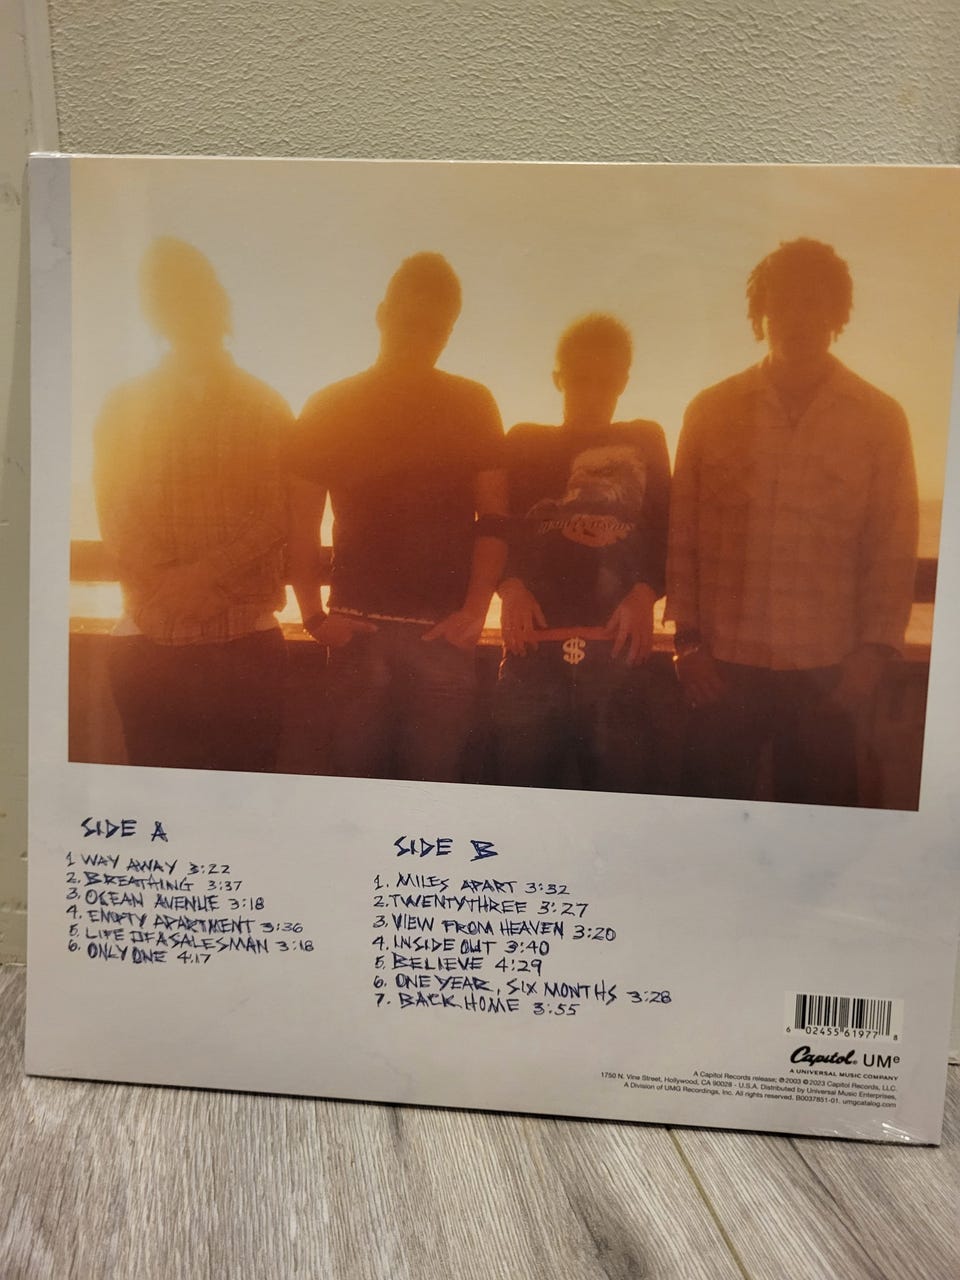 $
SIDE A
1 WAY AWAY 3:22
2. BREATHING 3:37
3. OCEAN AVENUE 3:18
4. EMPTY APARTMENT 3:36
5. LIFE OF A SALESMAN 3:18
6. ONLY ONE 4:17
SIDE B
1. MILES APART 3:32
2. TWENTYTHREE 3:27
3. VIEW FROM HEAVEN 3:20
4. INSIDE OUT 3:40
5. BELIEVE 4:29
6. ONE YEAR, SIX MONTHS 3:28
7. BACK HOME 3:55
6 02455 61977 8
Capitol® UMe
A UNIVERSAL MUSIC COMPANY
A Capitol Records release; ℗2003 ©2023 Capitol Records, LLC.
1750 N. Vine Street, Hollywood, CA 90028 - U.S.A. Distributed by Universal Music Enterprises,
A Division of UMG Recordings, Inc. All rights reserved. B0037851-01. umgcatalog.com